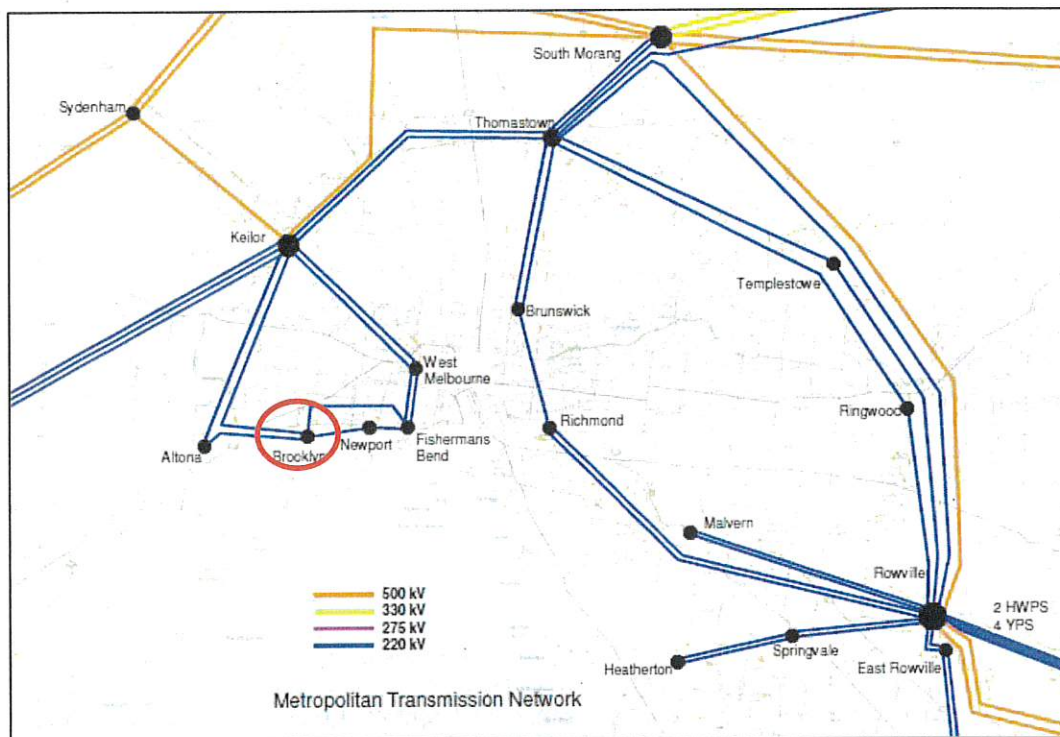 South Morang
Sydenham
Thomastown
Keilor
Templestowe
Brunswick
West
Melbourne
Ringwood
Richmond
Altona
Brooklyn
Newport
Fishermans
Bend
Malvern
Rowville
500 kV
330 kV
275 kV
220 kV
2 HWPS
4 YPS
Springvale
Heatherton
East Rowville
Metropolitan Transmission Network